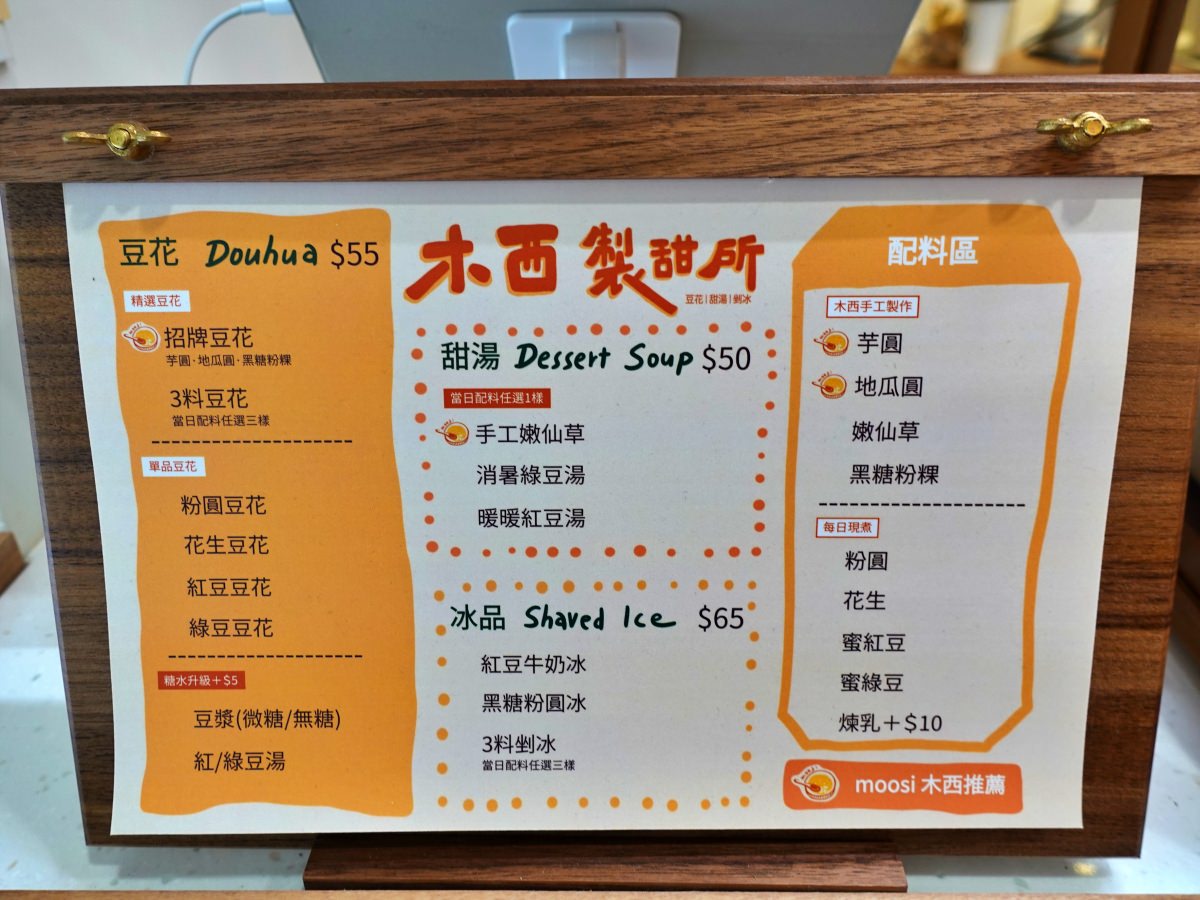 豆花 Douhua $55
精選豆花
招牌豆花
芋圓·地瓜圓·黑糖粉粿
3料豆花
當日配料任選三樣
單品豆花
粉圓豆花
花生豆花
紅豆豆花
綠豆豆花
糖水升級+$5
豆漿(微糖/無糖)
紅/綠豆湯
木西製甜所
豆花|甜湯|剉冰
甜湯 Dessert Soup $50
當日配料任選1樣
手工嫩仙草
消暑綠豆湯
暖暖紅豆湯
冰品 Shaved Ice $65
紅豆牛奶冰
黑糖粉圓冰
3料剉冰
當日配料任選三樣
配料區
木西手工製作
芋圓
地瓜圓
嫩仙草
黑糖粉粿
每日現煮
粉圓
花生
蜜紅豆
蜜綠豆
煉乳+$10
moosi 木西推薦